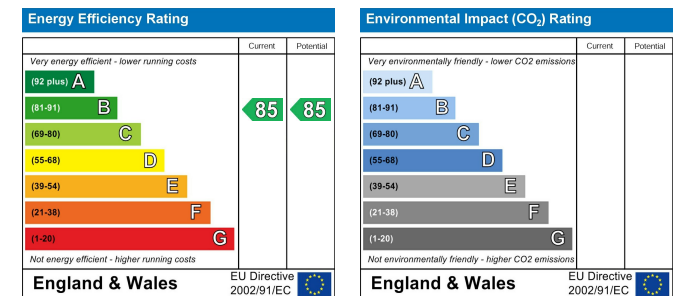 Energy Efficiency Rating
Current Potential
Very energy efficient - lower running costs
(92 plus) A
(81-91) B 85 85
(69-80) C
(55-68) D
(39-54) E
(21-38) F
(1-20) G
Not energy efficient - higher running costs
England & Wales
EU Directive
2002/91/EC
Environmental Impact (CO₂) Rating
Current Potential
Very environmentally friendly - lower CO2 emissions
(92 plus) A
(81-91) B
(69-80) C
(55-68) D
(39-54) E
(21-38) F
(1-20) G
Not environmentally friendly - higher CO2 emissions
England & Wales
EU Directive
2002/91/EC